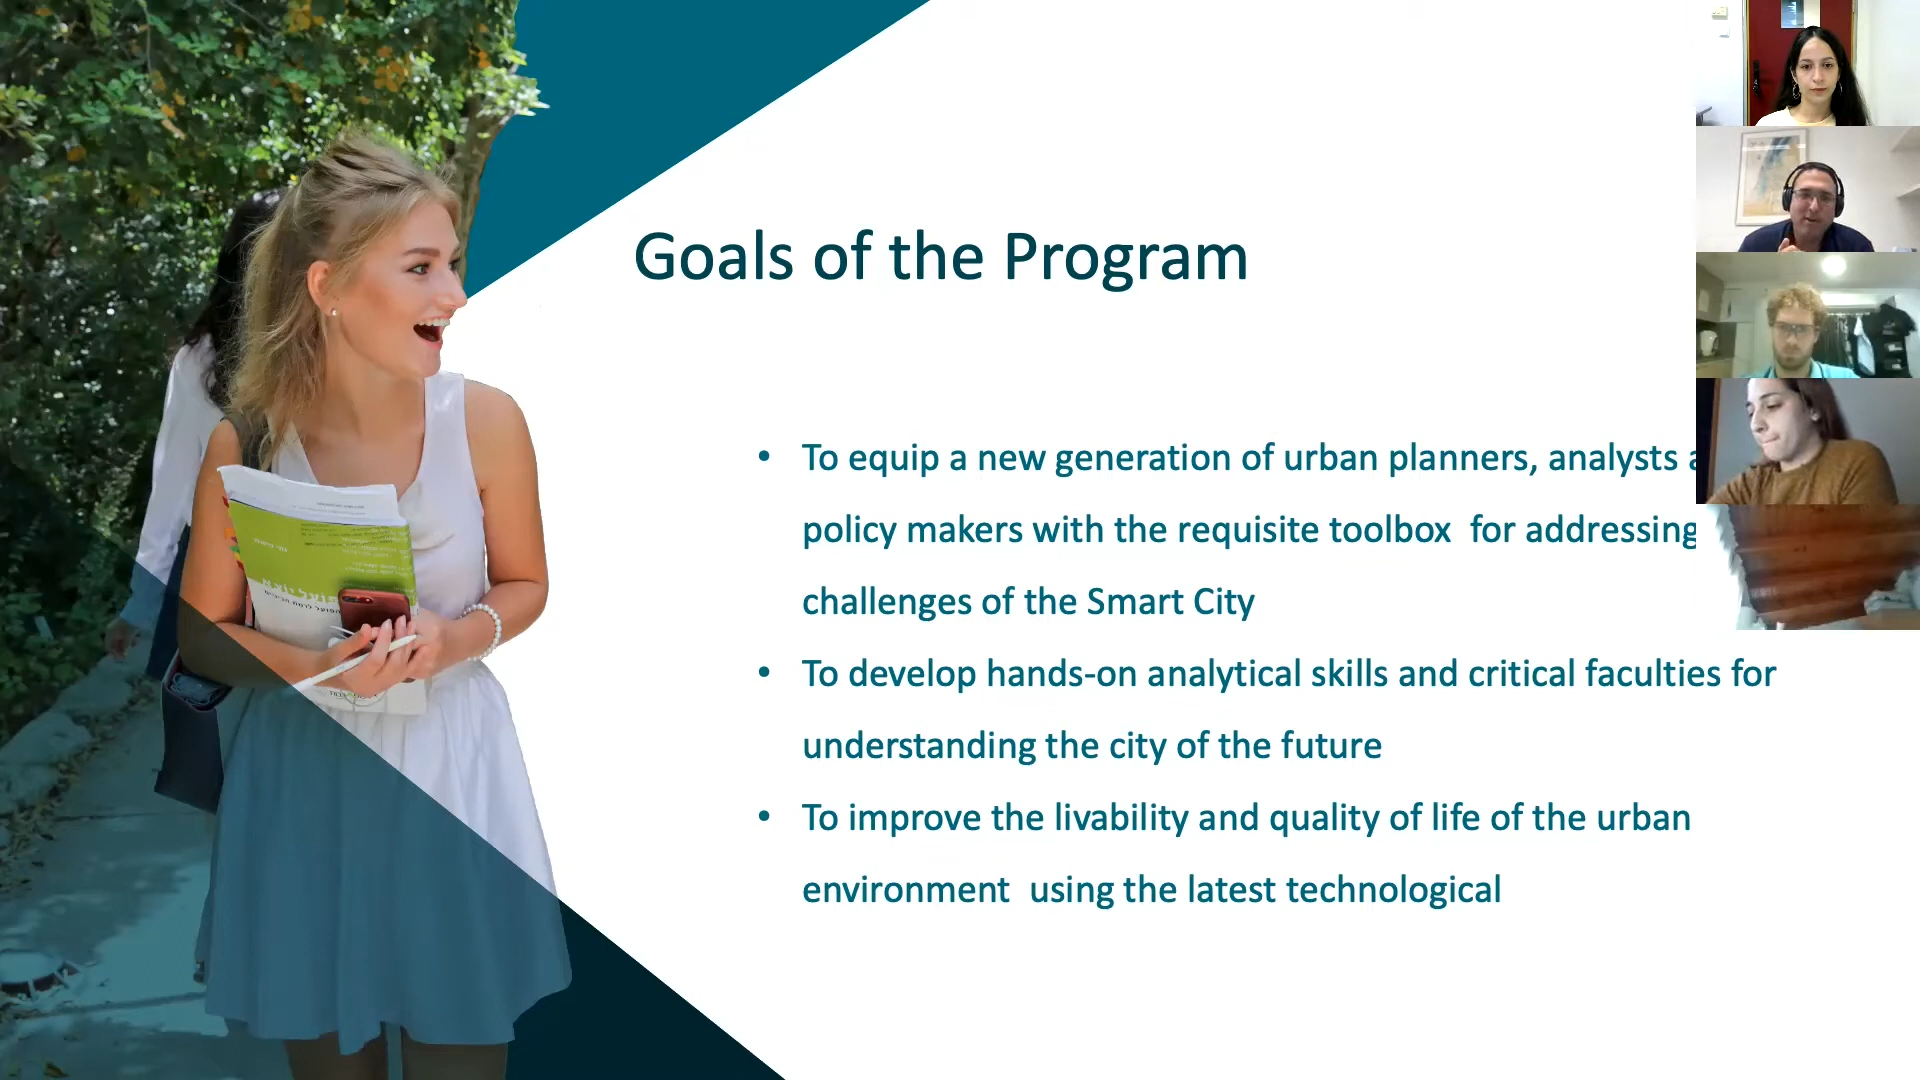 Goals of the Program
• To equip a new generation of urban planners, analysts
policy makers with the requisite toolbox for addressing
challenges of the Smart City
• To develop hands-on analytical skills and critical faculties for
understanding the city of the future
• To improve the livability and quality of life of the urban
environment using the latest technological